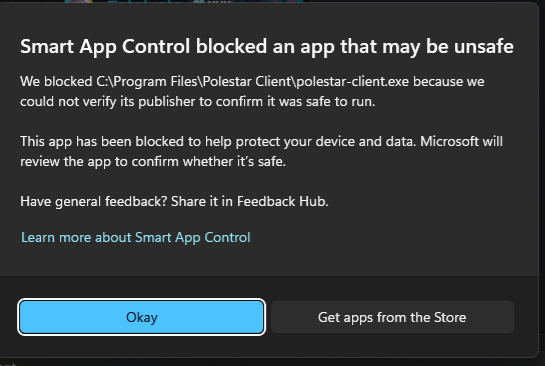 Smart App Control blocked an app that may be unsafe
We blocked C:\Program Files\Polestar Client\polestar-client.exe because we
could not verify its publisher to confirm it was safe to run.
This app has been blocked to help protect your device and data. Microsoft will
review the app to confirm whether it's safe.
Have general feedback? Share it in Feedback Hub.
Learn more about Smart App Control
Okay
Get apps from the Store